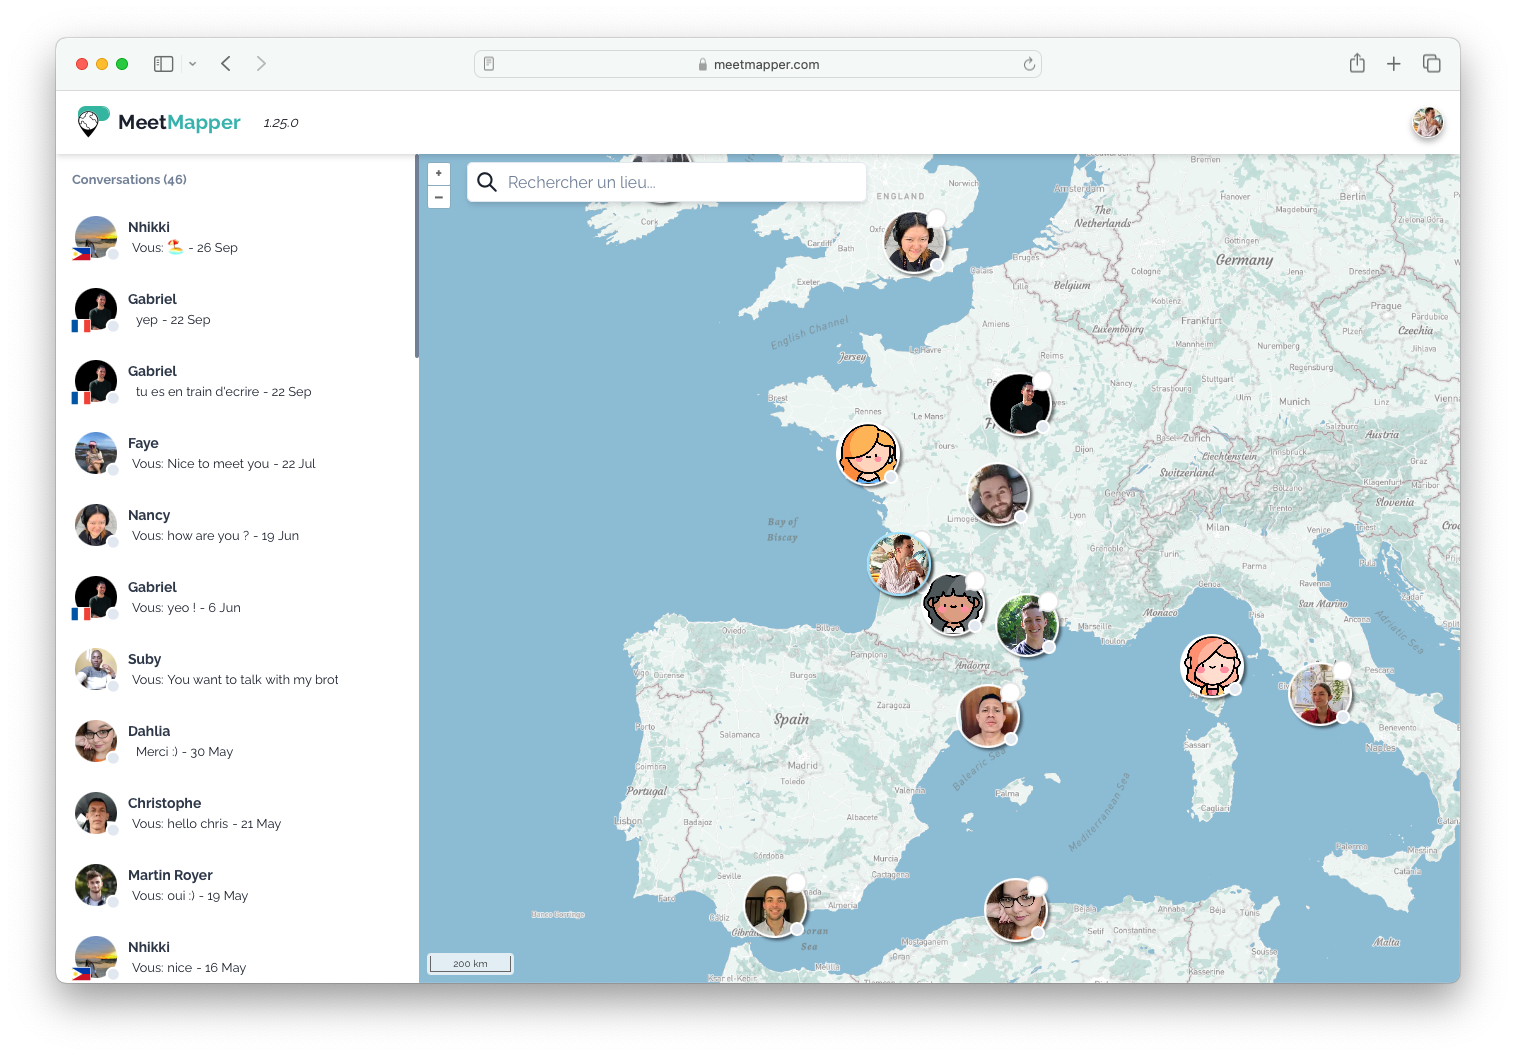 meetmapper.com
MeetMapper 1.25.0
Conversations (46)
Nhikki
Vous: 🏖️ - 26 Sep
Gabriel
yep - 22 Sep
Gabriel
tu es en train d'ecrire - 22 Sep
Faye
Vous: Nice to meet you - 22 Jul
Nancy
Vous: how are you ? - 19 Jun
Gabriel
Vous: yeo ! - 6 Jun
Suby
Vous: You want to talk with my brot
Dahlia
Merci :) - 30 May
Christophe
Vous: hello chris - 21 May
Martin Royer
Vous: oui :) - 19 May
Nhikki
Vous: nice - 16 May
+
−
Rechercher un lieu...
ENGLAND
Norwich
Cork
Cardiff
Bath
Exeter
Amsterdam
The
Netherlands
Bremen
Hanover
Magdeburg
Berlin
Zielona Góra
Göttingen
Germany
Cologne
Jena
Dresden
Calais
Bruges
Lille
Belgium
Koblenz
Prague
Frankfurt
Pardubice
Luxembourg
Plzeň
Czechia
Mannheim
Nuremberg
Jihlava
Regensburg
English Channel
Amiens
Jersey
Le Havre
Reims
Nancy
Strasbourg
Stuttgart
Ulm
Munich
Linz
Vienn
Brest
Rennes
Le Mans
Tours
Dijon
Basel
Zürich
Salzburg
Austria
Liechtenstein
Innsbruck
Graz
Switzerland
Klagenfurt
Maribor
Bolzano
Slovenia
Geneva
Trento
Limoges
Lyon
Milan
Venice
Triest
Croa
Bay of
Biscay
Grenoble
Turin
Parma
Pula
Genoa
Ravenna
San Marino
Zadar
Monaco
Pisa
Ancona
Adriatic Sea
Marseille
Toulon
Oviedo
Bilbao
Pamplona
Andorra
Vigo
Ourense
Burgos
Pescara
Zaragoza
Porto
Spain
Benevento
Salamanca
Naples
Sassari
Coimbra
Madrid
Toledo
Balearic Sea
Portugal
Valencia
Palma
Mediterranean Sea
Cagliari
Lisbon
Badajoz
Albacete
Córdoba
Murcia
Palermo
Messina
Seville
Cartagena
Catania
Faro
Almeria
Cádiz
Bejaia
Annaba
Béja
Tunis
Setif
Constantine
Malta
Mostaganem
Oran
Sousse
Melilla
Kasserine
Ksar el-Kebir
200 km